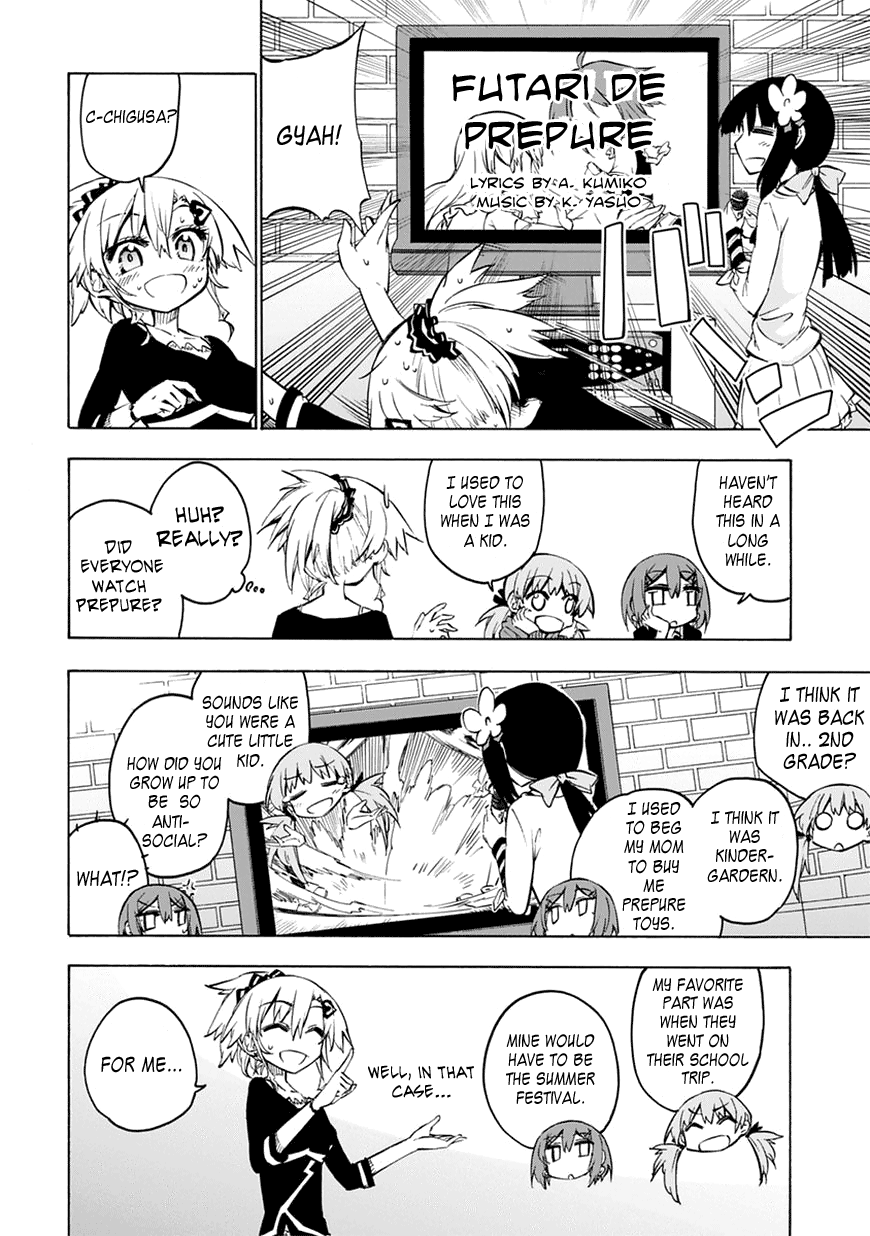 FUTARI DE
PREPURE
LYRICS BY A. KUMIKO
MUSIC BY K. YASUO
GYAH!
C-CHIGUSA?
HAVEN'T
HEARD
THIS IN A
LONG
WHILE.
I USED TO
LOVE THIS
WHEN I WAS
A KID.
HUH?
REALLY?
...
DID
EVERYONE
WATCH
PREPURE?
I THINK IT
WAS BACK
IN.. 2ND
GRADE?
I THINK IT
WAS
KINDER-
GARDERN.
I USED
TO BEG
MY MOM
TO BUY
ME
PREPURE
TOYS.
SOUNDS LIKE
YOU WERE A
CUTE LITTLE
KID.
HOW DID YOU
GROW UP TO
BE SO
ANTI-
SOCIAL?
WHAT!?
MY FAVORITE
PART WAS
WHEN THEY
WENT ON
THEIR SCHOOL
TRIP.
MINE WOULD
HAVE TO BE
THE SUMMER
FESTIVAL.
WELL, IN THAT
CASE...
FOR ME...